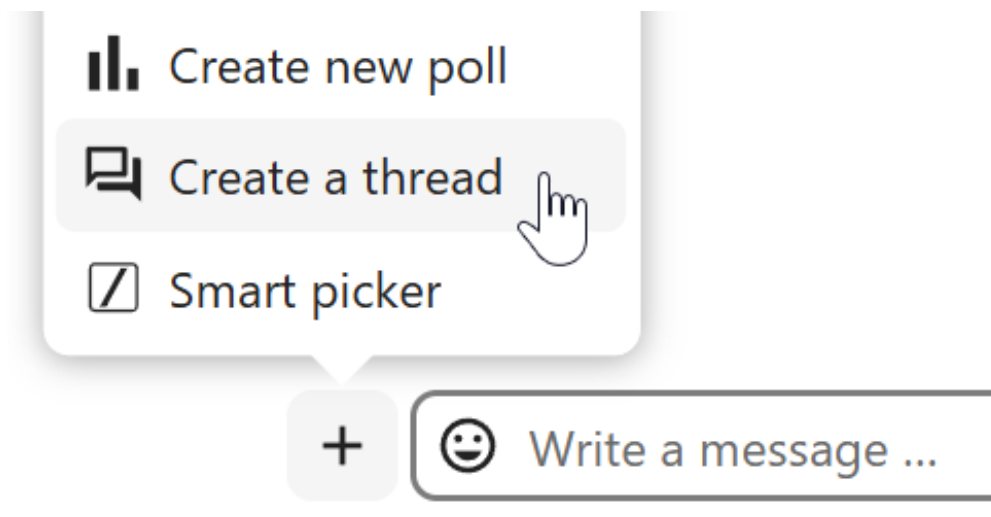 Create new poll
Create a thread
Smart picker
Write a message ...